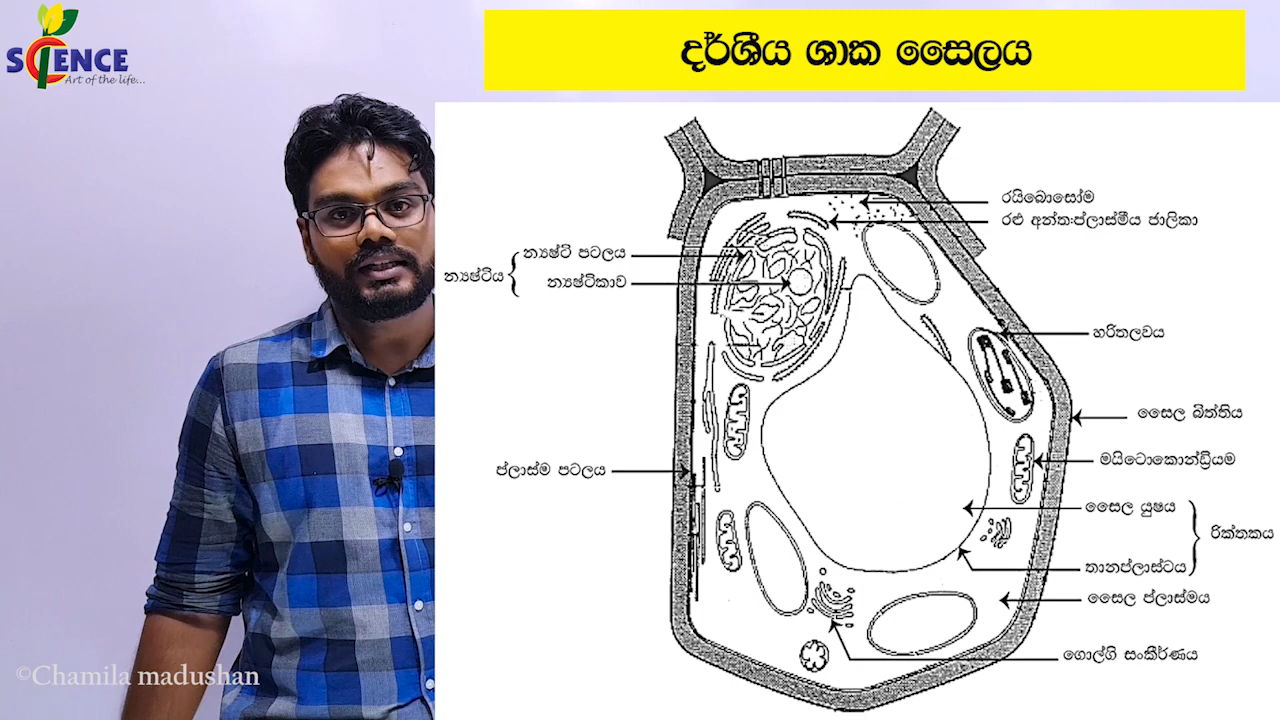 SCIENCE
Art of the life...
දර්ශීය ශාක සෛලය
රයිබොසෝම
රළු අන්තඃප්ලාස්මීය ජාලිකා
න්‍යෂ්ටි පටලය
න්‍යෂ්ටිය
න්‍යෂ්ටිකාව
හරිතලවය
සෛල බිත්තිය
මයිටොකොන්ඩ්‍රියම
ප්ලාස්ම පටලය
සෛල යුෂය
රික්තකය
තානප්ලාස්ටය
සෛල ප්ලාස්මය
ගොල්ගි සංකීර්ණය
©Chamila madushan